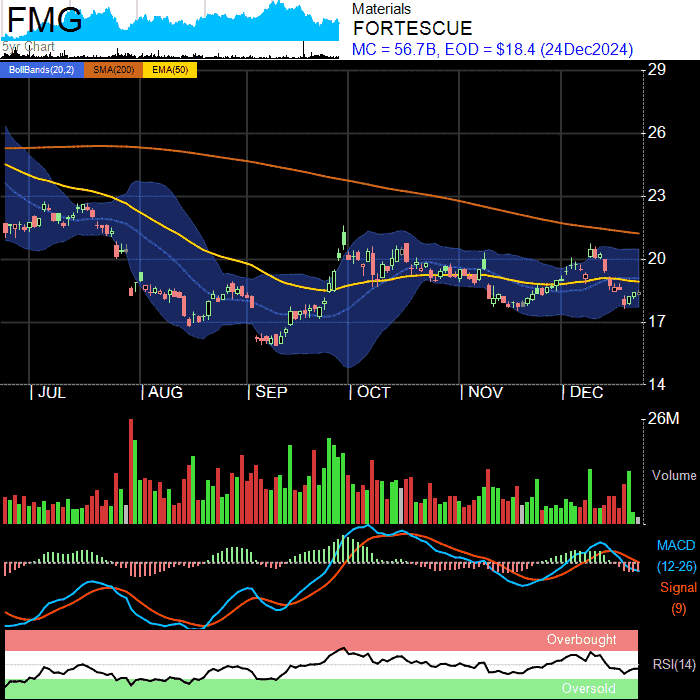 FMG
5yr Chart
Materials
FORTESCUE
MC = 56.7B, EOD = $18.4 (24Dec2024)
BollBands(20,2) SMA(200) EMA(50)
29
26
23
20
17
14
JUL AUG SEP OCT NOV DEC
26M
Volume
MACD
(12-26)
Signal
(9)
Overbought
RSI(14)
Oversold